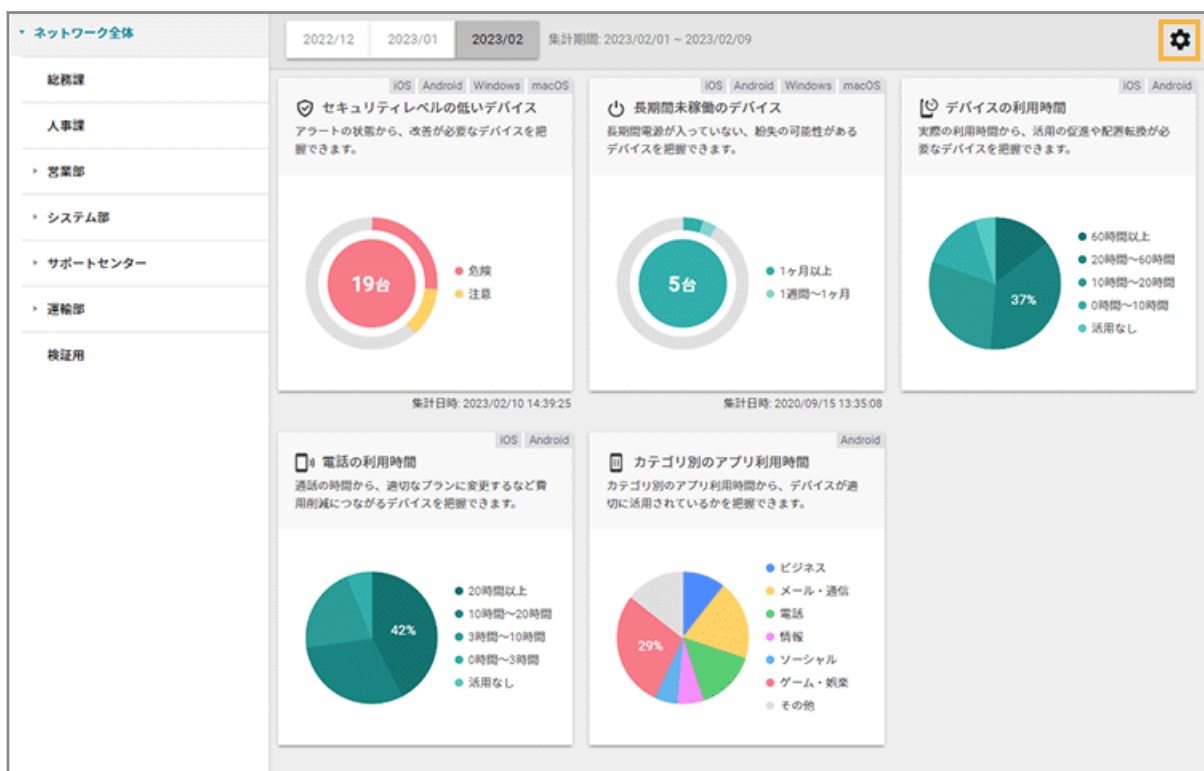 ネットワーク全体
総務課
人事課
営業部
システム部
サポートセンター
運輸部
検証用
2022/12
2023/01
2023/02
集計期間: 2023/02/01 ~ 2023/02/09
iOS Android Windows macOS
セキュリティレベルの低いデバイス
アラートの状態から、改善が必要なデバイスを把
握できます。
19台
危険
注意
集計日時: 2023/02/10 14:39:25
iOS Android Windows macOS
長期間未稼働のデバイス
長期間電源が入っていない、紛失の可能性がある
デバイスを把握できます。
5台
1ヶ月以上
1週間〜1ヶ月
集計日時: 2020/09/15 13:35:08
iOS Android
デバイスの利用時間
実際の利用時間から、活用の促進や配置転換が必
要なデバイスを把握できます。
37%
60時間以上
20時間〜60時間
10時間〜20時間
0時間〜10時間
活用なし
iOS Android
電話の利用時間
通話の時間から、適切なプランに変更するなど費
用削減につながるデバイスを把握できます。
42%
20時間以上
10時間〜20時間
3時間〜10時間
0時間〜3時間
活用なし
Android
カテゴリ別のアプリ利用時間
カテゴリ別のアプリ利用時間から、デバイスが適
切に活用されているかを把握できます。
29%
ビジネス
メール・通信
電話
情報
ソーシャル
ゲーム・娯楽
その他